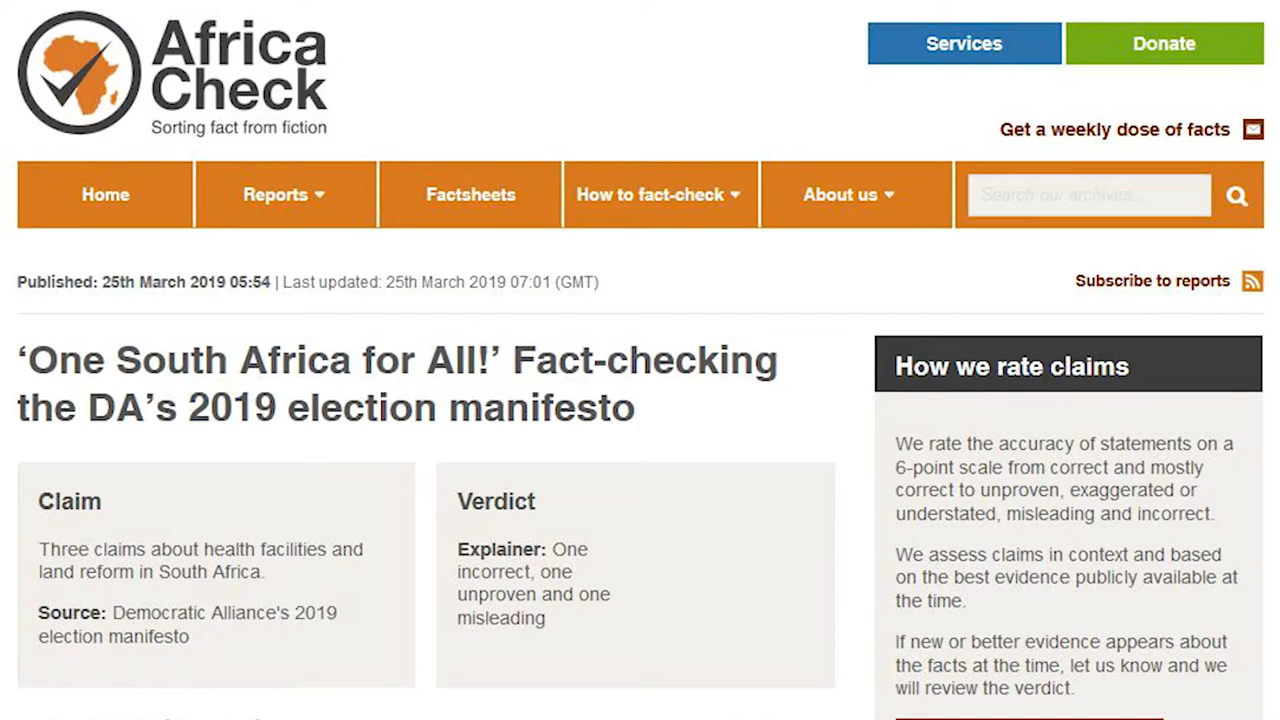 Africa
Check
Sorting fact from fiction
Services
Donate
Get a weekly dose of facts
Home
Reports
Factsheets
How to fact-check
About us
Search our archives...
Published: 25th March 2019 05:54 | Last updated: 25th March 2019 07:01 (GMT)
Subscribe to reports
‘One South Africa for All!’ Fact-checking
the DA’s 2019 election manifesto
Claim
Three claims about health facilities and
land reform in South Africa.
Source: Democratic Alliance's 2019
election manifesto
Verdict
Explainer: One
incorrect, one
unproven and one
misleading
How we rate claims
We rate the accuracy of statements on a
6-point scale from correct and mostly
correct to unproven, exaggerated or
understated, misleading and incorrect.
We assess claims in context and based
on the best evidence publicly available at
the time.
If new or better evidence appears about
the facts at the time, let us know and we
will review the verdict.